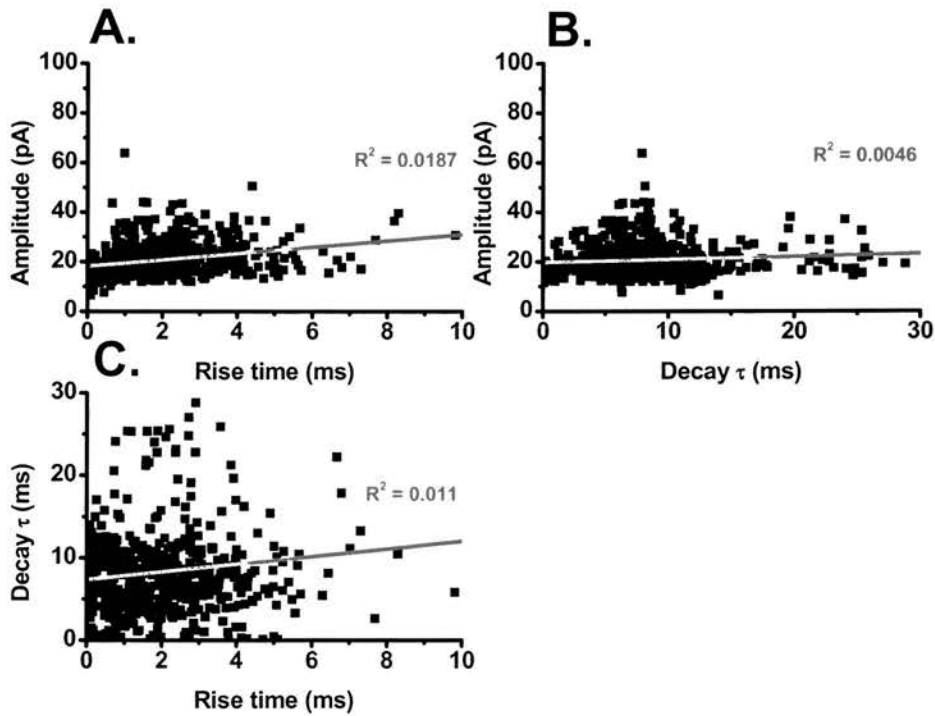 A.
100
80
60
40
20
0
Amplitude (pA)
R² = 0.0187
0 2 4 6 8 10
Rise time (ms)
B.
100
80
60
40
20
0
Amplitude (pA)
R² = 0.0046
0 10 20 30
Decay τ (ms)
C.
30
20
10
0
Decay τ (ms)
R² = 0.011
0 2 4 6 8 10
Rise time (ms)